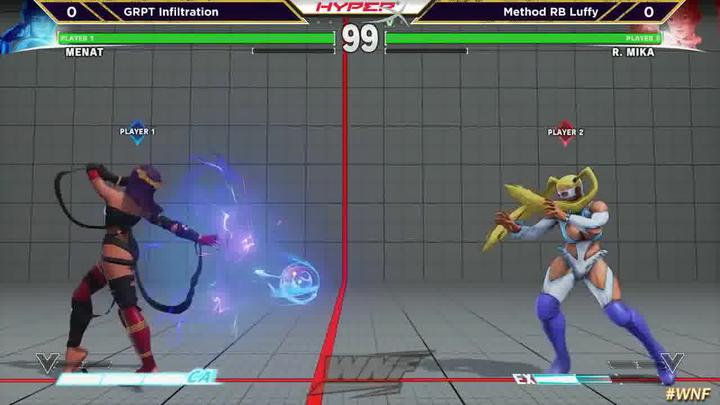 0 GRPT Infiltration HYPER Method RB Luffy 0
PLAYER 1 99 PLAYER 2
MENAT R. MIKA
PLAYER 1 PLAYER 2
V V
CA WNF EX
#WNF